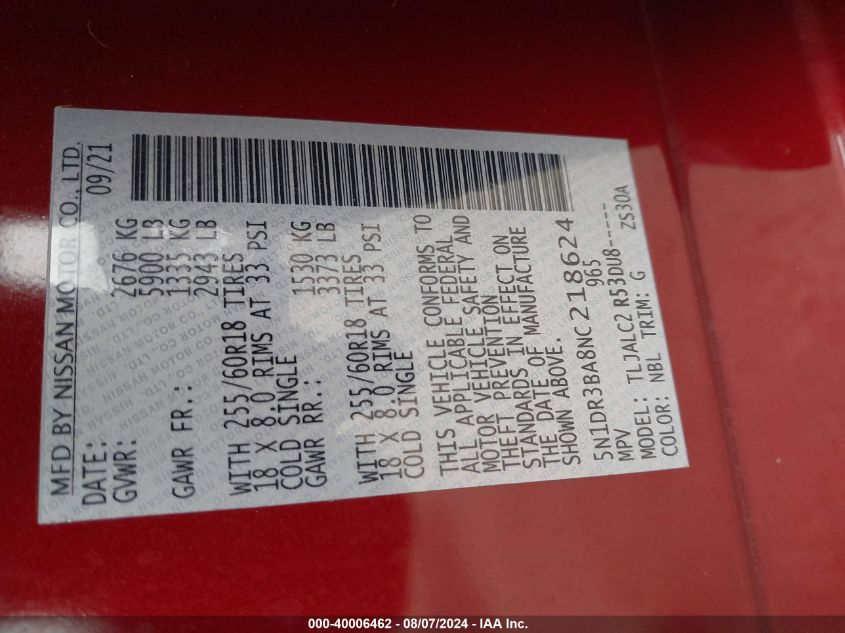 MFD BY NISSAN MOTOR CO., LTD.
DATE: 09/21
GVWR: 2676 KG
5900 LB
GAWR FR.: 1335 KG
2943 LB
WITH 255/60R18 TIRES
18 X 8.0 RIMS AT 33 PSI
COLD SINGLE
GAWR RR.: 1530 KG
3373 LB
WITH 255/60R18 TIRES
18 X 8.0 RIMS AT 33 PSI
COLD SINGLE
THIS VEHICLE CONFORMS TO
ALL APPLICABLE FEDERAL
MOTOR VEHICLE SAFETY AND
THEFT PREVENTION
STANDARDS IN EFFECT ON
THE DATE OF MANUFACTURE
SHOWN ABOVE.
5N1DR3BA8NC218624
MPV 965
MODEL: TLJALC2 R53DU8-----
COLOR: NBL TRIM: G ZS30A
000-40006462 - 08/07/2024 - IAA Inc.